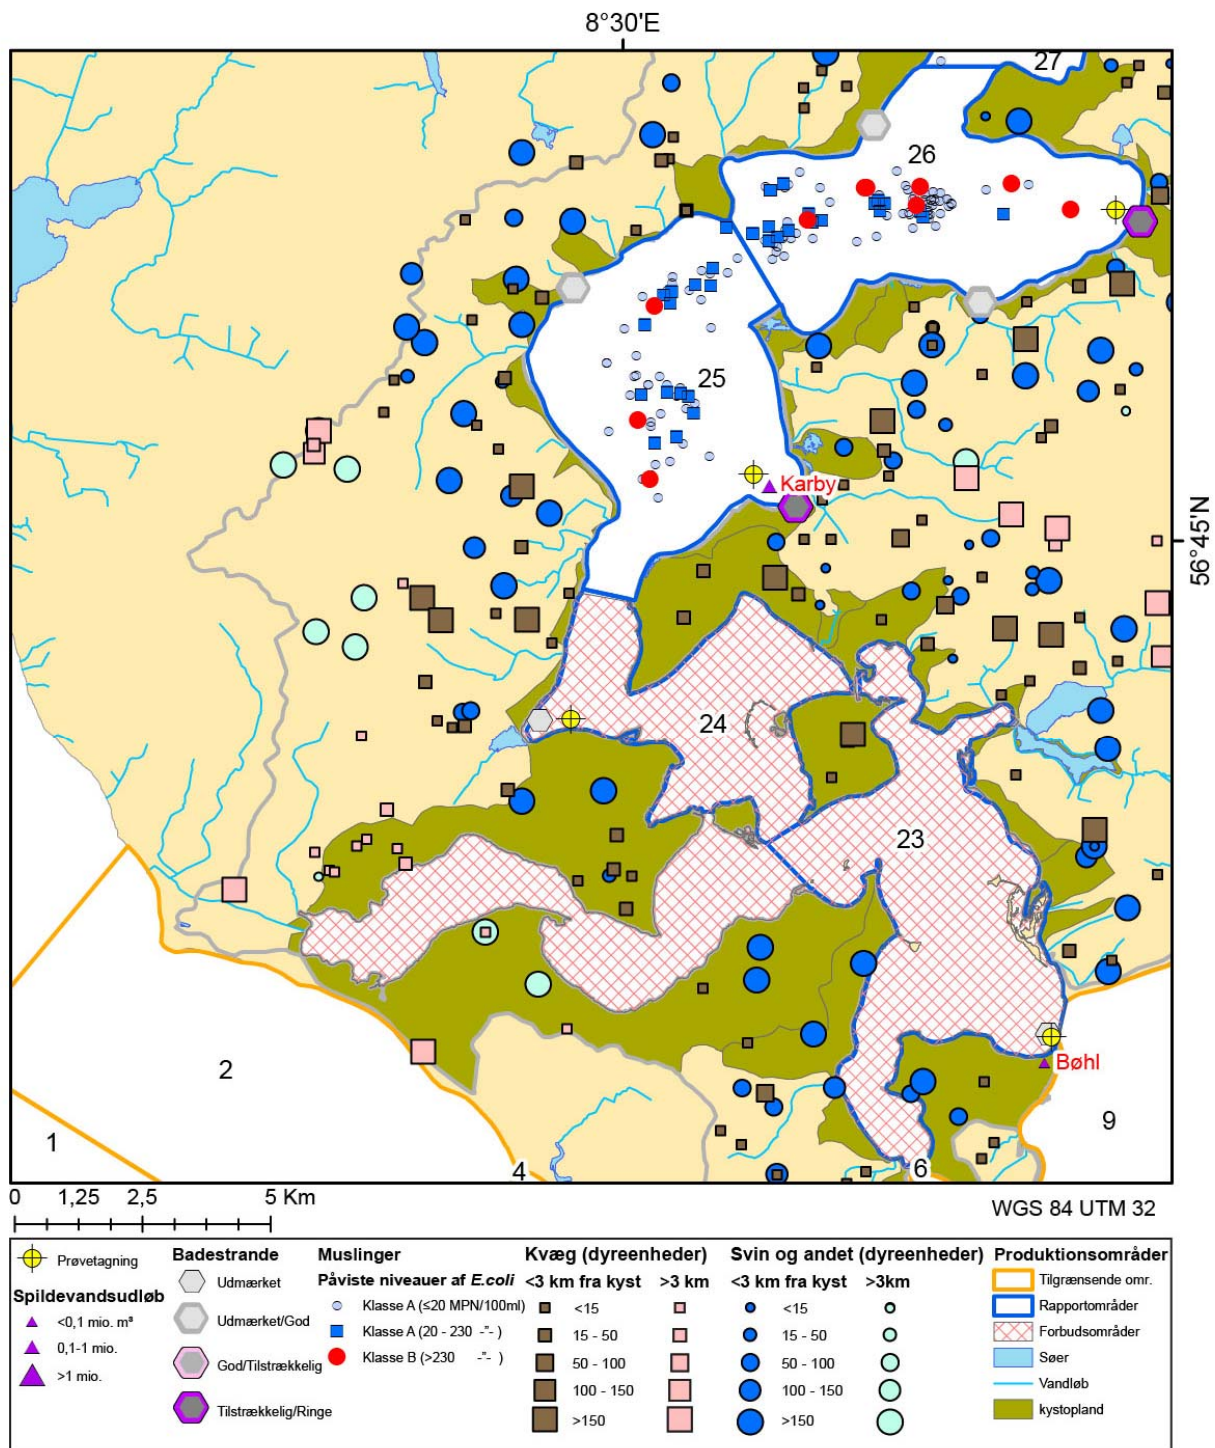 8°30'E
27
26
25
Karby
56°45'N
24
23
2
Bøhl
1
9
4
6
0 1,25 2,5 5 Km
WGS 84 UTM 32
Prøvetagning
Spildevandsudløb
<0,1 mio. m³
0,1-1 mio.
>1 mio.
Badestrande
Udmærket
Udmærket/God
God/Tilstrækkelig
Tilstrækkelig/Ringe
Muslinger
Påviste niveauer af E.coli
Klasse A (≤20 MPN/100ml)
Klasse A (20 - 230 -"- )
Klasse B (>230 -"- )
Kvæg (dyreenheder)
<3 km fra kyst >3 km
<15
15 - 50
50 - 100
100 - 150
>150
Svin og andet (dyreenheder)
<3 km fra kyst >3km
<15
15 - 50
50 - 100
100 - 150
>150
Produktionsområder
Tilgrænsende omr.
Rapportområder
Forbudsområder
Søer
Vandløb
kystopland